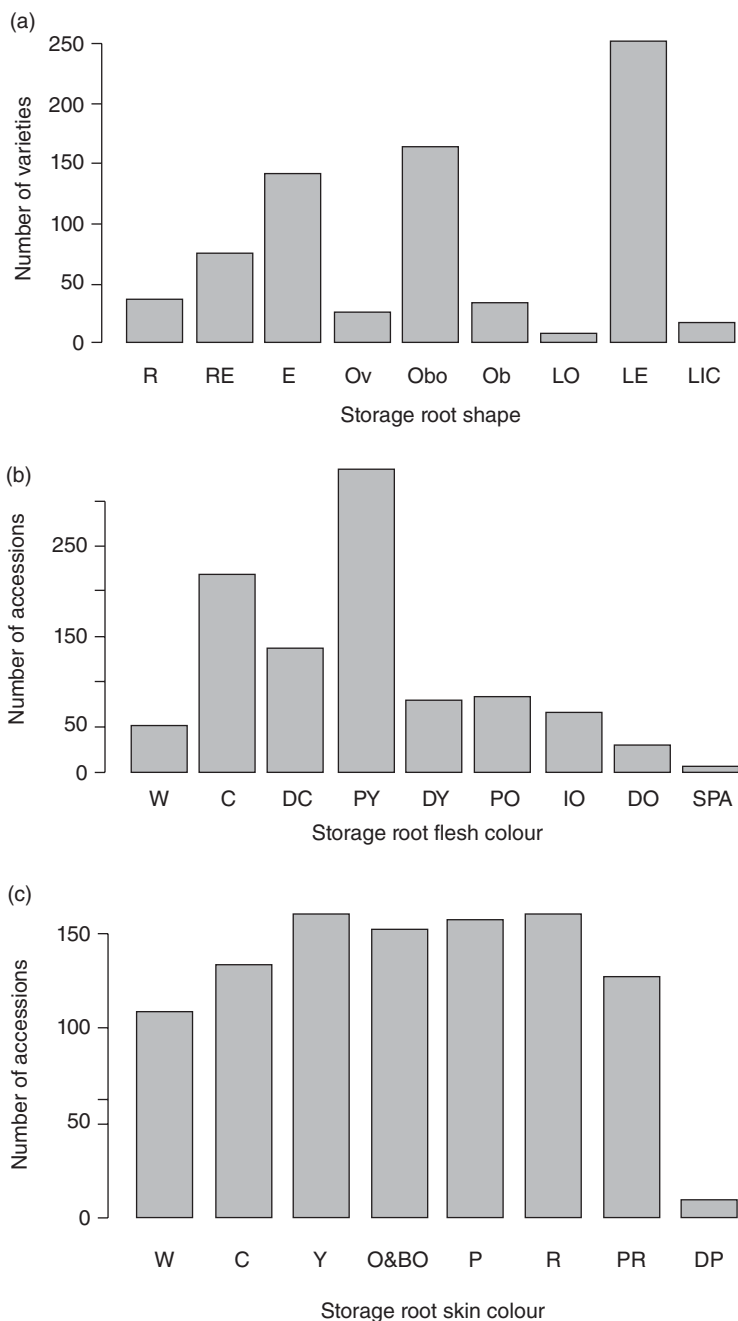 (a)
Number of varieties
250
200
150
100
50
0
R RE E Ov Obo Ob LO LE LIC
Storage root shape
(b)
Number of accessions
250
150
50
0
W C DC PY DY PO IO DO SPA
Storage root flesh colour
(c)
Number of accessions
150
100
50
0
W C Y O&BO P R PR DP
Storage root skin colour